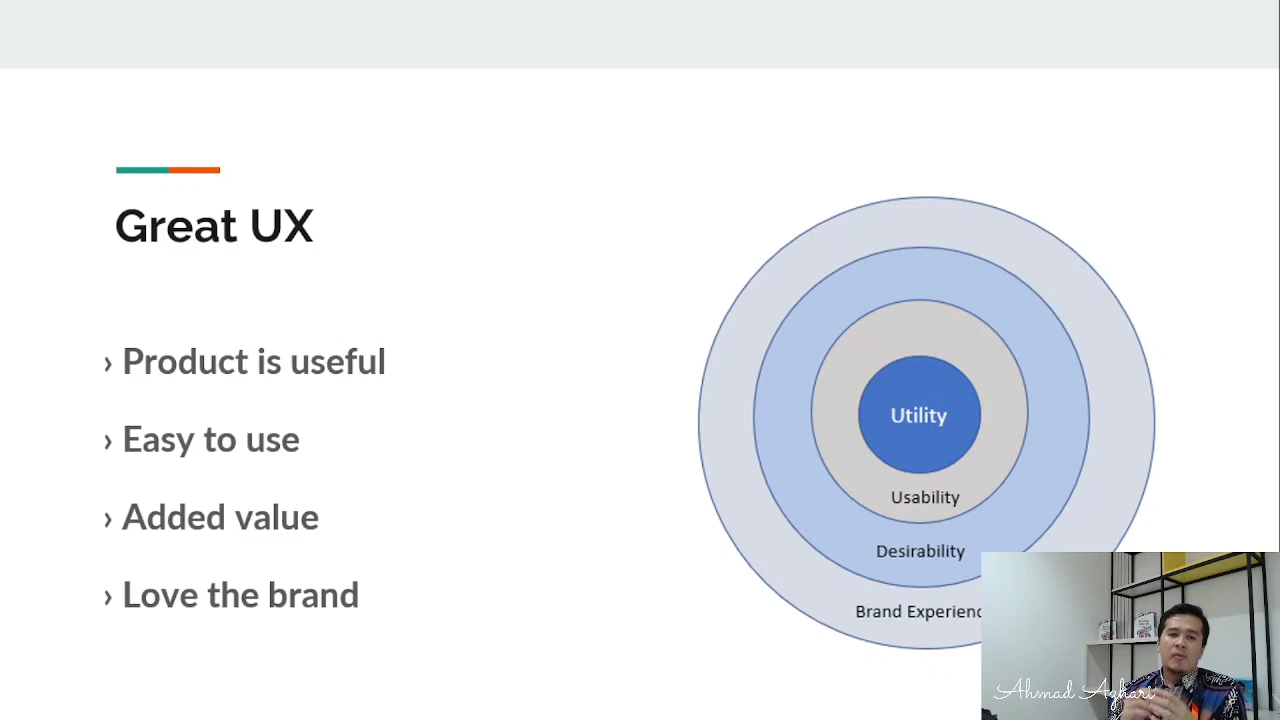 Great UX
› Product is useful
› Easy to use
› Added value
› Love the brand
Utility
Usability
Desirability
Brand Experienc
Ahmad Azhari